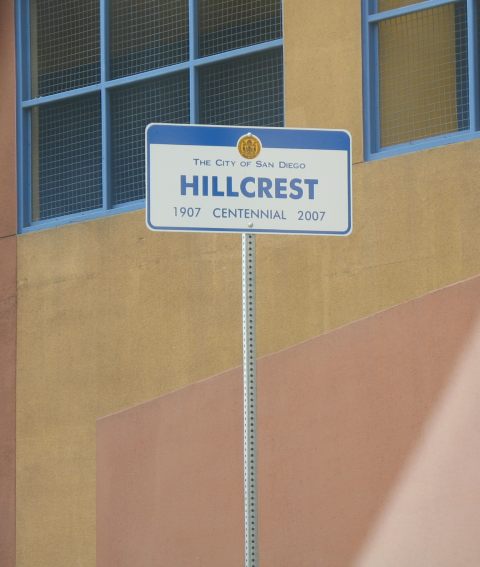 The City of San Diego
HILLCREST
1907 CENTENNIAL 2007